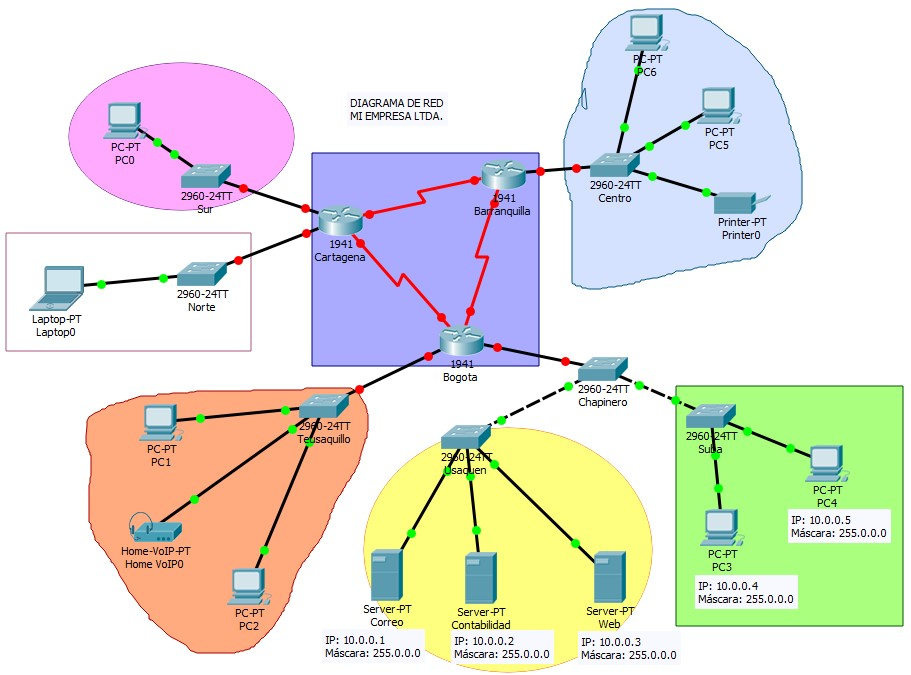 DIAGRAMA DE RED
MI EMPRESA LTDA.
PC-PT
PC6
PC-PT
PC5
PC-PT
PC0
2960-24TT
Sur
2960-24TT
Centro
1941
Barranquilla
Printer-PT
Printer0
1941
Cartagena
2960-24TT
Norte
Laptop-PT
Laptop0
1941
Bogota
2960-24TT
Chapinero
2960-24TT
Teusaquillo
PC-PT
PC1
2960-24TT
Usaquen
2960-24TT
Suba
PC-PT
PC4
IP: 10.0.0.5
Máscara: 255.0.0.0
PC-PT
PC3
IP: 10.0.0.4
Máscara: 255.0.0.0
Home-VoIP-PT
Home VoIP0
PC-PT
PC2
Server-PT
Correo
IP: 10.0.0.1
Máscara: 255.0.0.0
Server-PT
Contabilidad
IP: 10.0.0.2
Máscara: 255.0.0.0
Server-PT
Web
IP: 10.0.0.3
Máscara: 255.0.0.0